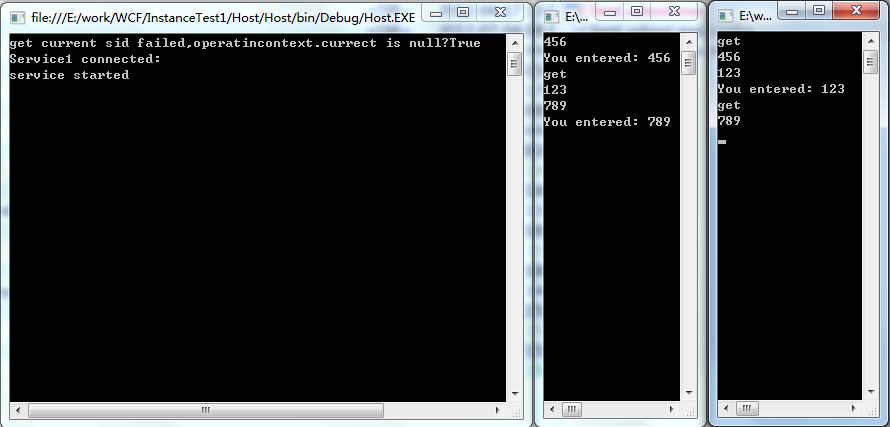 file:///E:/work/WCF/InstanceTest1/Host/Host/bin/Debug/Host.EXE
get current sid failed,operatincontext.currect is null?True
Service1 connected:
service started
E:\...
456
You entered: 456
get
123
789
You entered: 789
E:\w...
get
456
123
You entered: 123
get
789